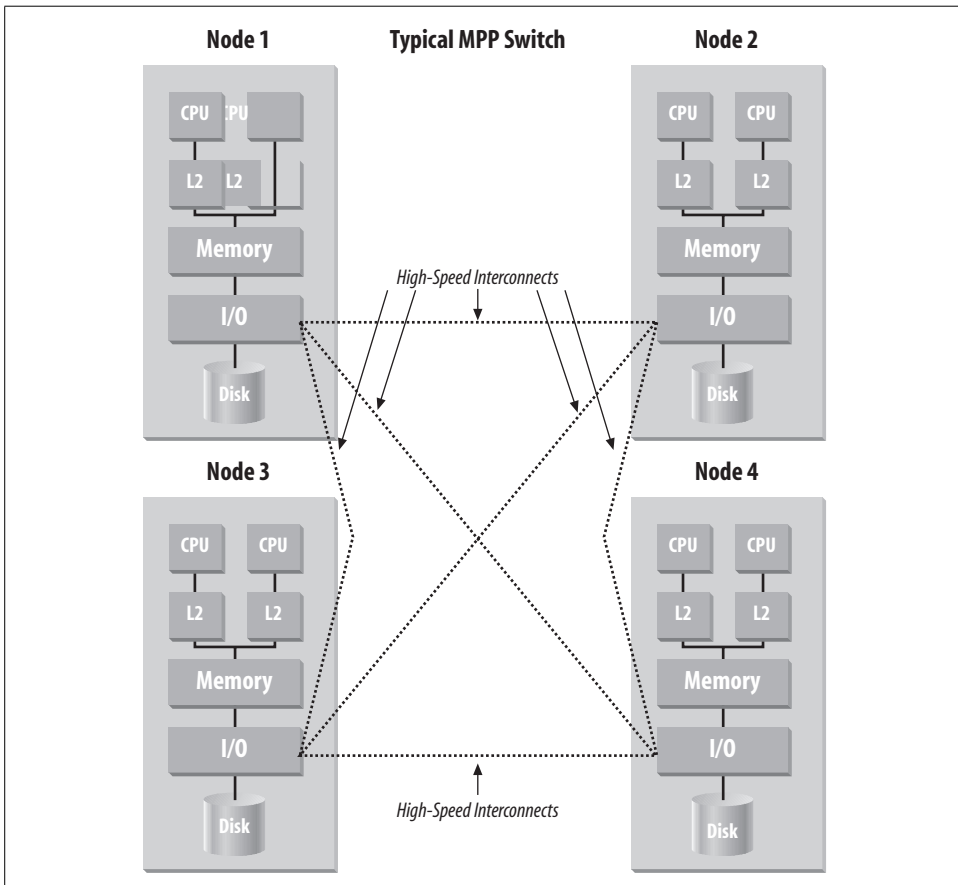 Node 1
Typical MPP Switch
Node 2
CPU
CPU
CPU
CPU
L2
L2
L2
L2
Memory
Memory
High-Speed Interconnects
I/O
I/O
Disk
Disk
Node 3
Node 4
CPU
CPU
CPU
CPU
L2
L2
L2
L2
Memory
Memory
I/O
I/O
High-Speed Interconnects
Disk
Disk